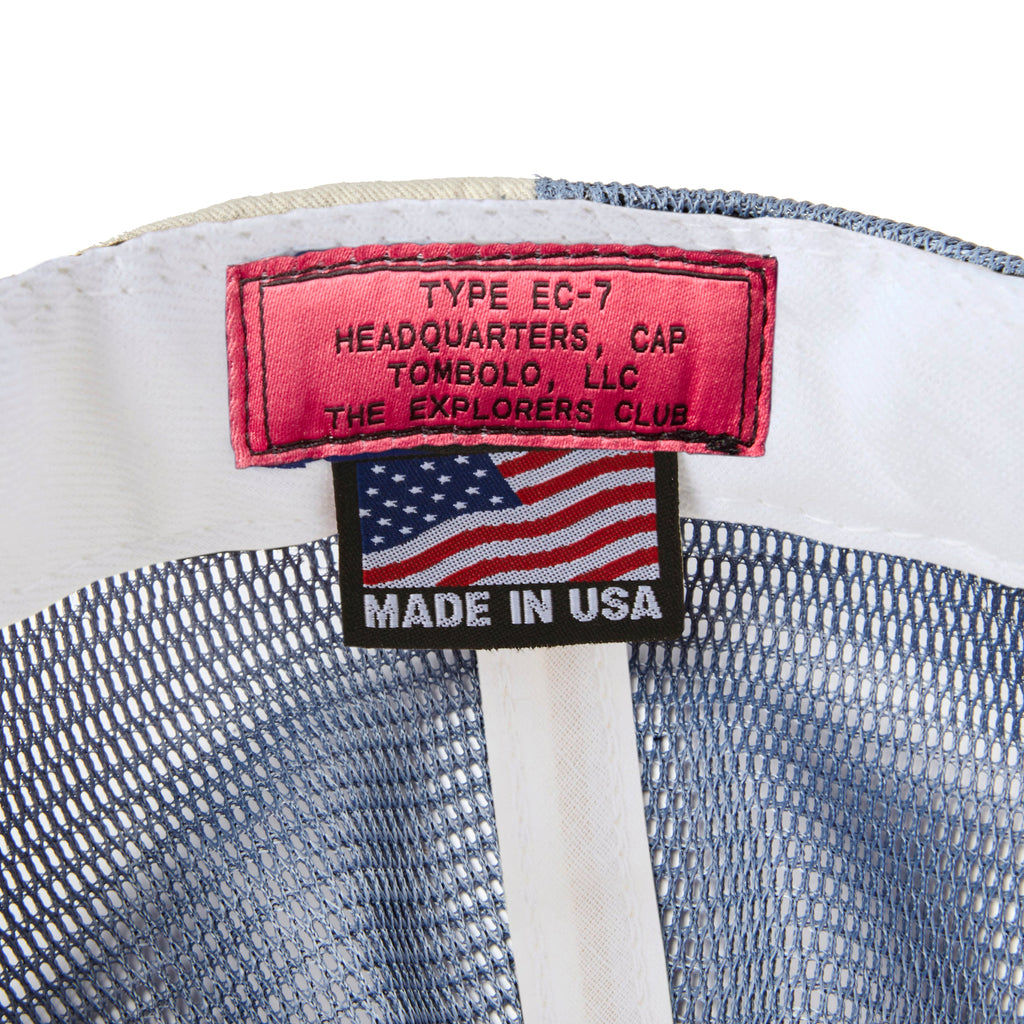 TYPE EC-7
HEADQUARTERS, CAP
TOMBOLO, LLC
THE EXPLORERS CLUB
MADE IN USA